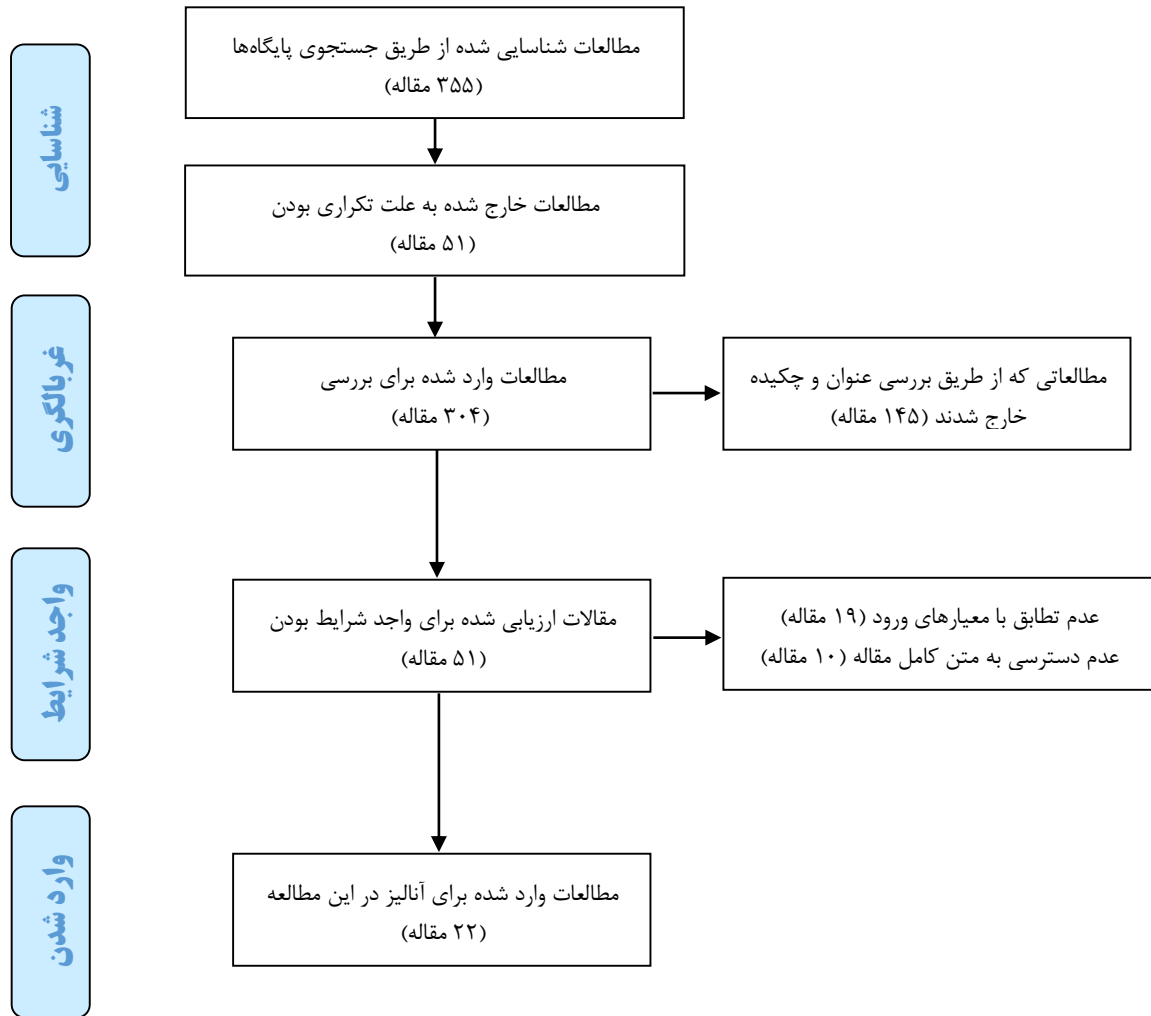 شناسایی
مطالعات شناسایی شده از طریق جستجوی پایگاه‌ها
(۳۵۵ مقاله)
مطالعات خارج شده به علت تکراری بودن
(۵۱ مقاله)
غربالگری
مطالعات وارد شده برای بررسی
(۳۰۴ مقاله)
مطالعاتی که از طریق بررسی عنوان و چکیده
خارج شدند (۱۴۵ مقاله)
واجد شرایط
مقالات ارزیابی شده برای واجد شرایط بودن
(۵۱ مقاله)
عدم تطابق با معیارهای ورود (۱۹ مقاله)
عدم دسترسی به متن کامل مقاله (۱۰ مقاله)
وارد شدن
مطالعات وارد شده برای آنالیز در این مطالعه
(۲۲ مقاله)